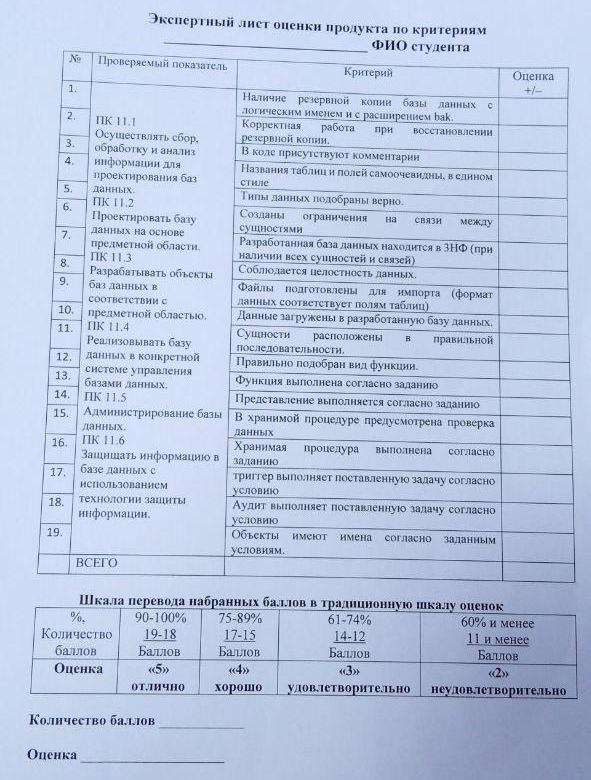 Экспертный лист оценки продукта по критериям
____________________________ ФИО студента
№ Проверяемый показатель Критерий Оценка
+/–
1.
2.
3.
4.
5.
6.
7.
8.
9.
10.
11.
12.
13.
14.
15.
16.
17.
18.
19.
ПК 11.1
Осуществлять сбор,
обработку и анализ
информации для
проектирования баз
данных.
ПК 11.2
Проектировать базу
данных на основе
предметной области.
ПК 11.3
Разрабатывать объекты
баз данных в
соответствии с
предметной областью.
ПК 11.4
Реализовывать базу
данных в конкретной
системе управления
базами данных.
ПК 11.5
Администрирование базы
данных.
ПК 11.6
Защищать информацию в
базе данных с
использованием
технологии защиты
информации.
Наличие резервной копии базы данных с
логическим именем и с расширением bak.
Корректная работа при восстановлении
резервной копии.
В коде присутствуют комментарии
Названия таблиц и полей самоочевидны, в едином
стиле
Типы данных подобраны верно.
Созданы ограничения на связи между
сущностями
Разработанная база данных находится в 3НФ (при
наличии всех сущностей и связей)
Соблюдается целостность данных.
Файлы подготовлены для импорта (формат
данных соответствует полям таблиц)
Данные загружены в разработанную базу данных.
Сущности расположены в правильной
последовательности.
Правильно подобран вид функции.
Функция выполнена согласно заданию
Представление выполняется согласно заданию
В хранимой процедуре предусмотрена проверка
данных
Хранимая процедура выполнена согласно
заданию
триггер выполняет поставленную задачу согласно
условию
Аудит выполняет поставленную задачу согласно
условию
Объекты имеют имена согласно заданным
условиям.
ВСЕГО
Шкала перевода набранных баллов в традиционную шкалу оценок
%, 90-100% 75-89% 61-74% 60% и менее
Количество 19-18 17-15 14-12 11 и менее
баллов Баллов Баллов Баллов Баллов
Оценка «5» «4» «3» «2»
отлично хорошо удовлетворительно неудовлетворительно
Количество баллов ____________
Оценка ____________________